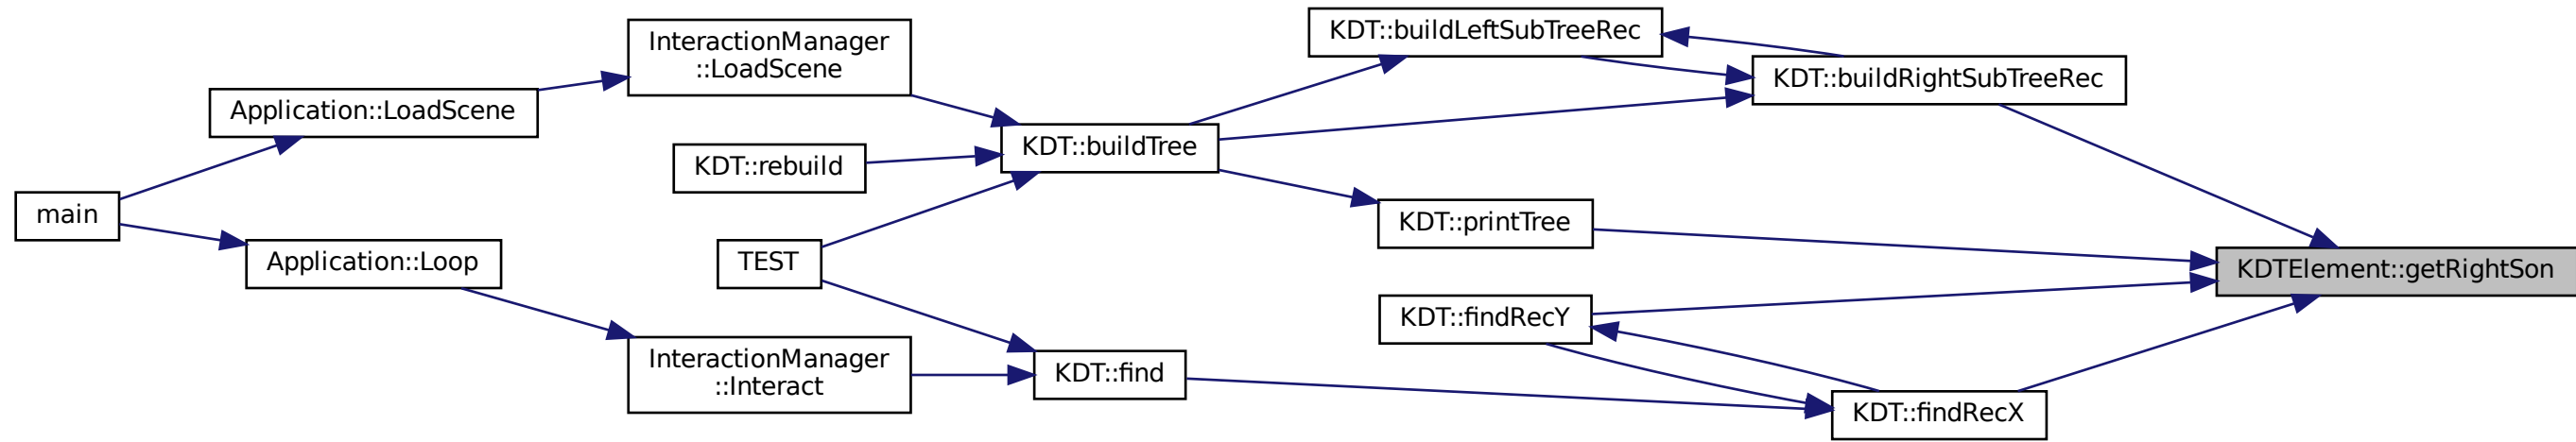 main
Application::LoadScene
Application::Loop
InteractionManager
::LoadScene
KDT::rebuild
TEST
InteractionManager
::Interact
KDT::buildTree
KDT::find
KDT::buildLeftSubTreeRec
KDT::printTree
KDT::findRecY
KDT::buildRightSubTreeRec
KDT::findRecX
KDTElement::getRightSon